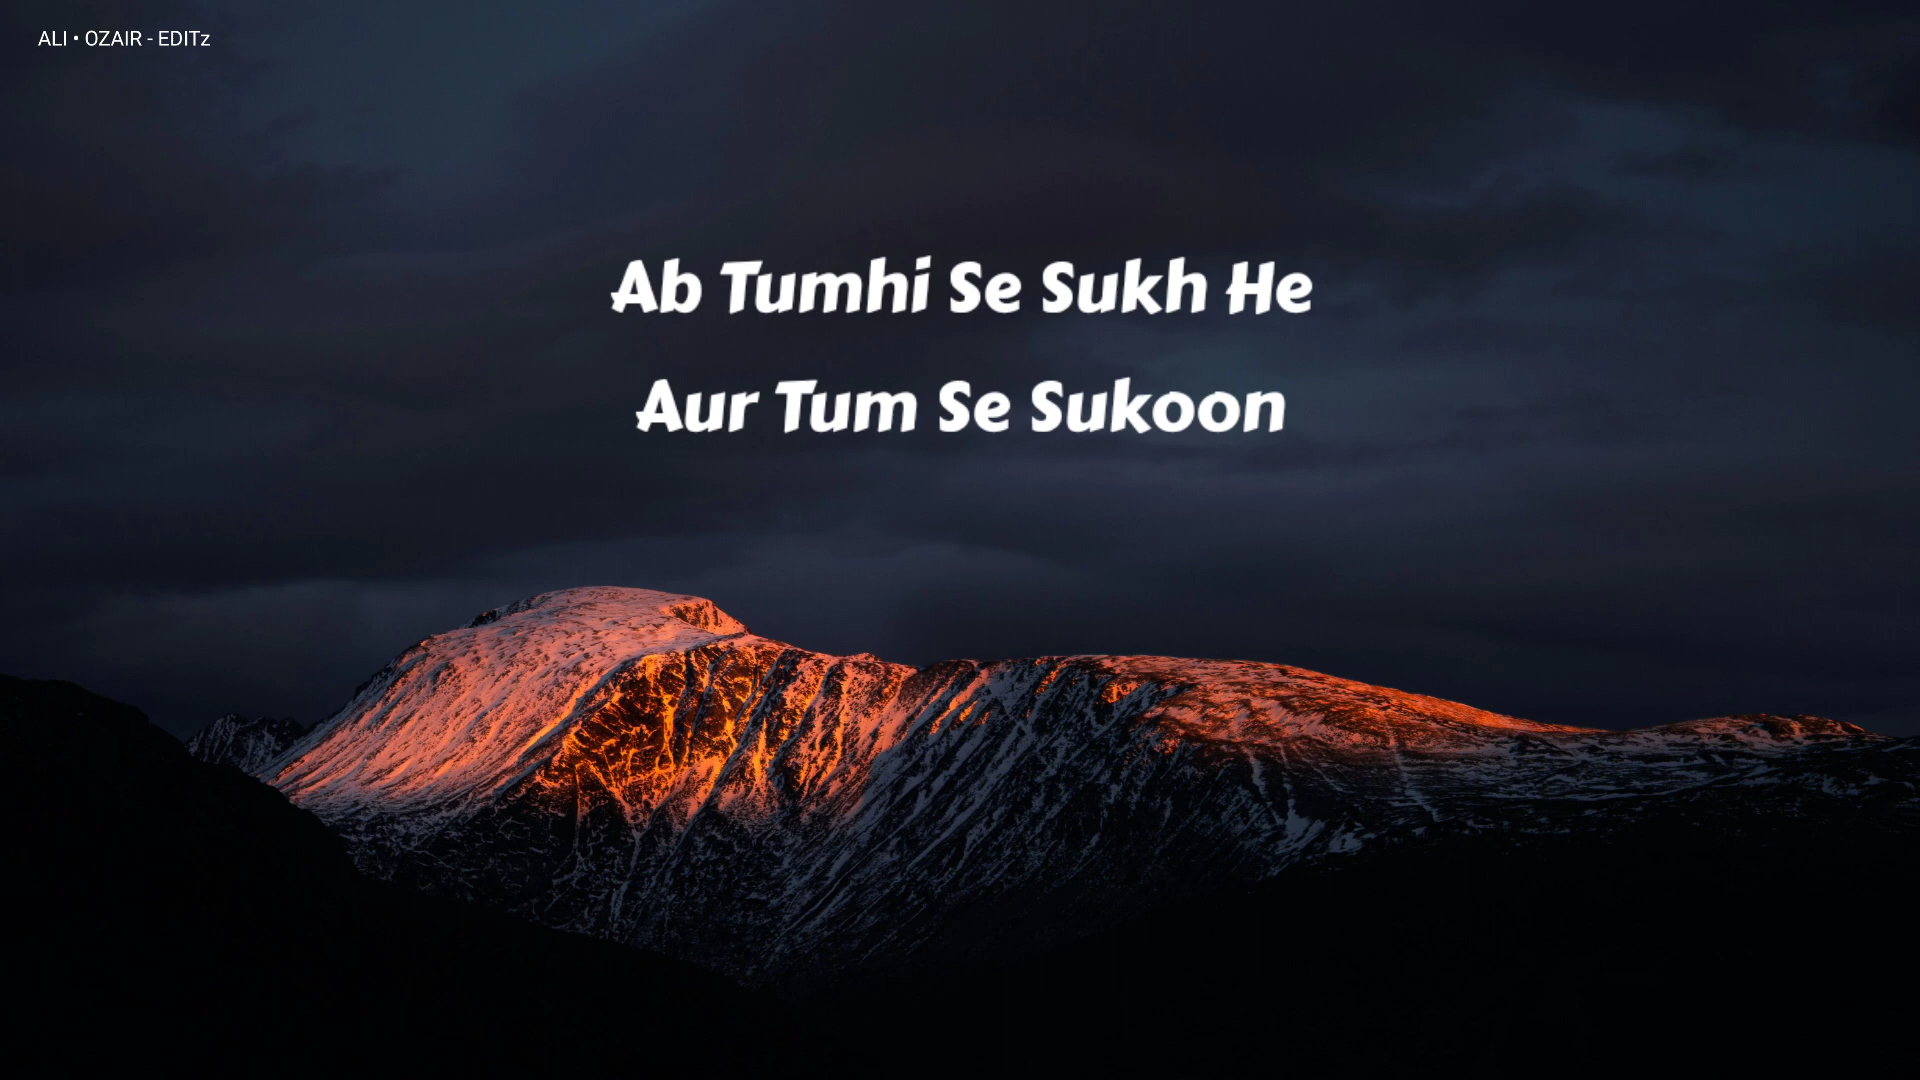 ALI • OZAIR - EDITz
Ab Tumhi Se Sukh He
Aur Tum Se Sukoon